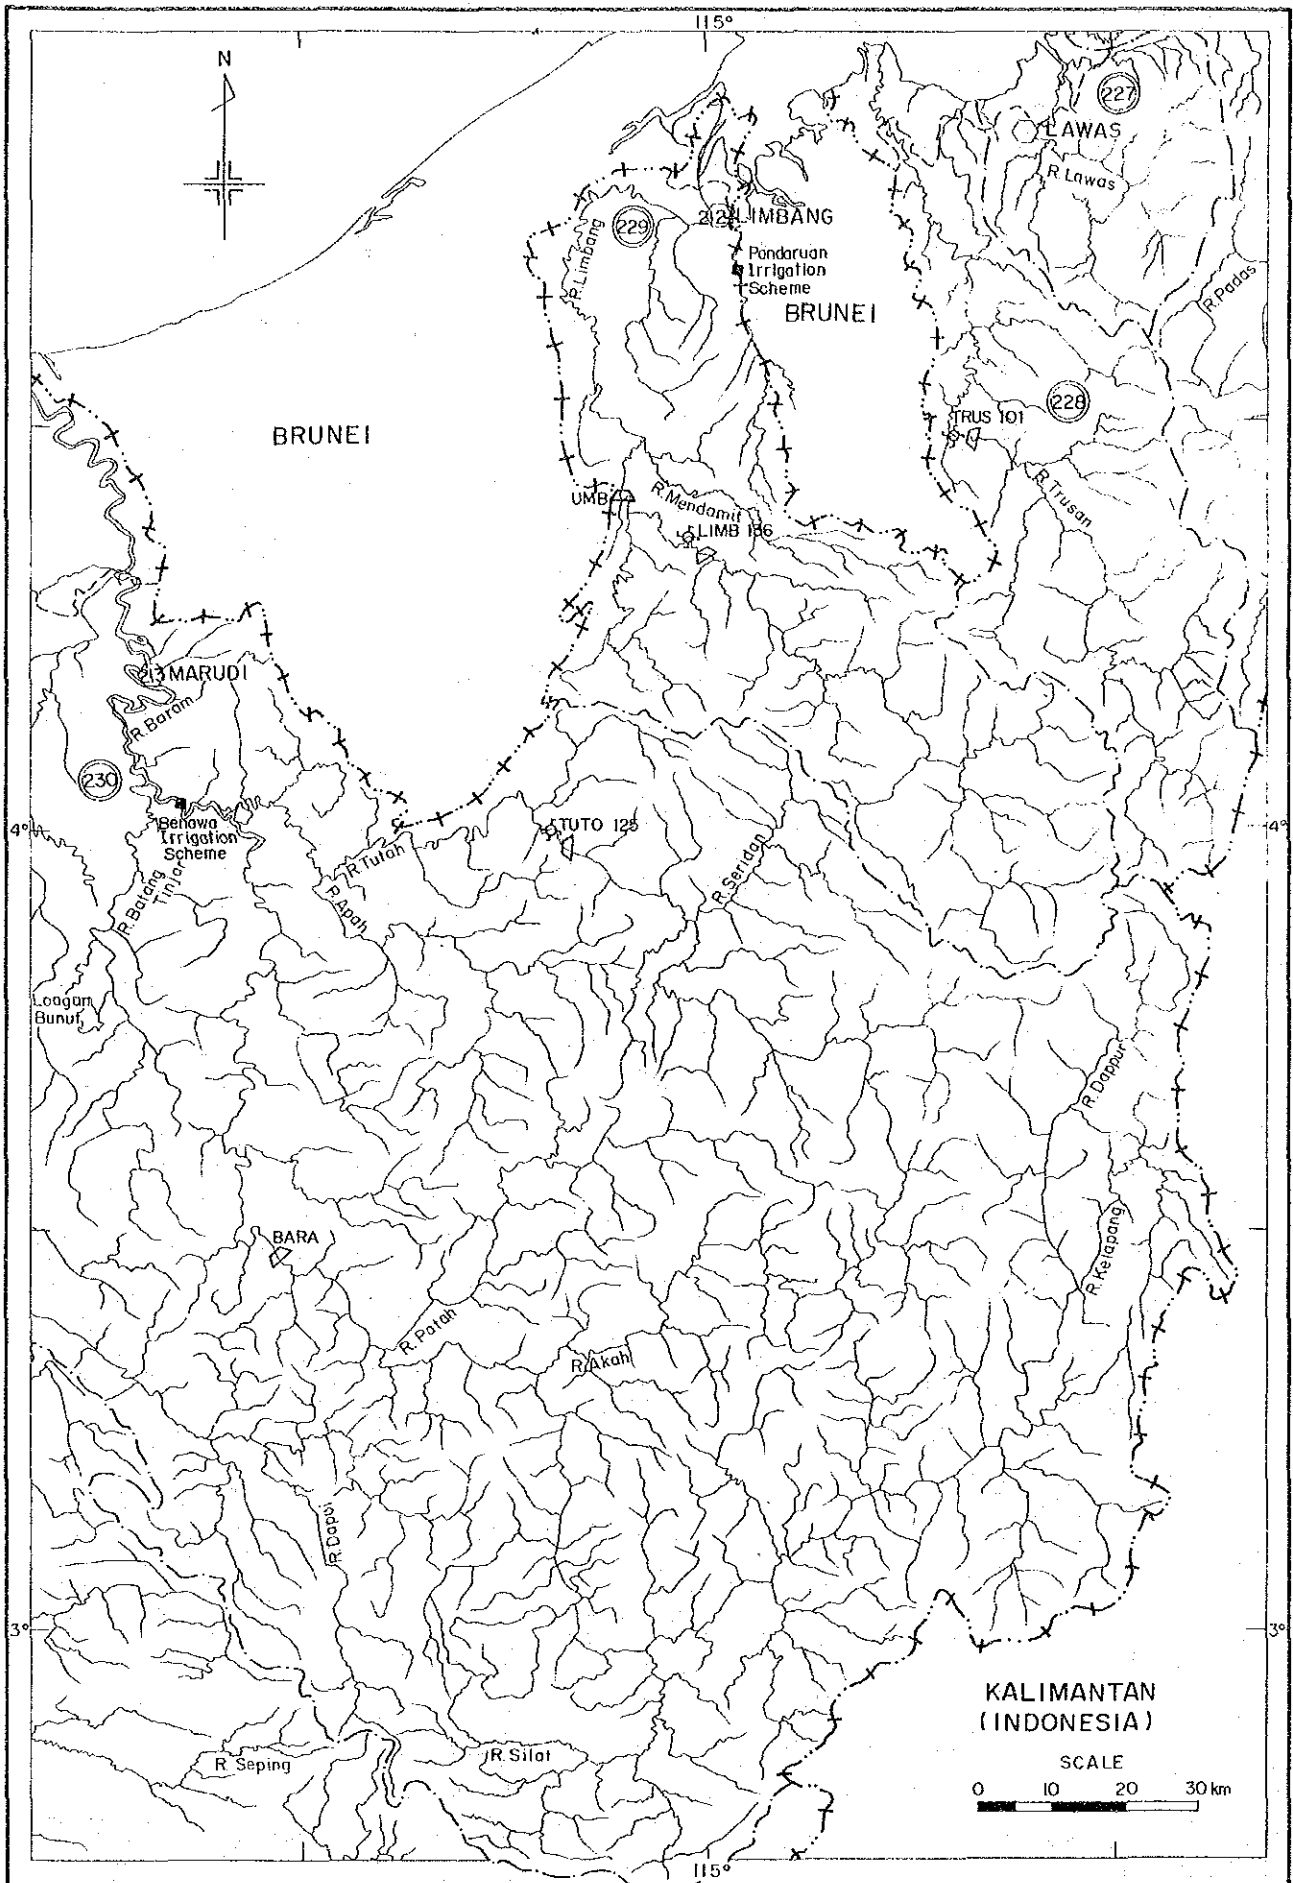 115°
N
227
LAWAS
R. Lawas
212 LIMBANG
229
R. Limbang
Pandaruan
Irrigation
Scheme
R. Padas
BRUNEI
228
TRUS 101
BRUNEI
R. Trusan
UMB
R. Mendamit
LIMB 136
213 MARUDI
R. Baram
230
4°
4°
Benawa
Irrigation
Scheme
TUTO 125
R. Tutah
R. Seridan
R. Apah
R. Batang
Tinjar
Loagan
Bunut
R. Dappur
R. Kelapang
BARA
R. Patah
R. Akah
R. Dapui
3°
3°
KALIMANTAN
(INDONESIA)
R. Seping
R. Silat
SCALE
0 10 20 30 km
115°